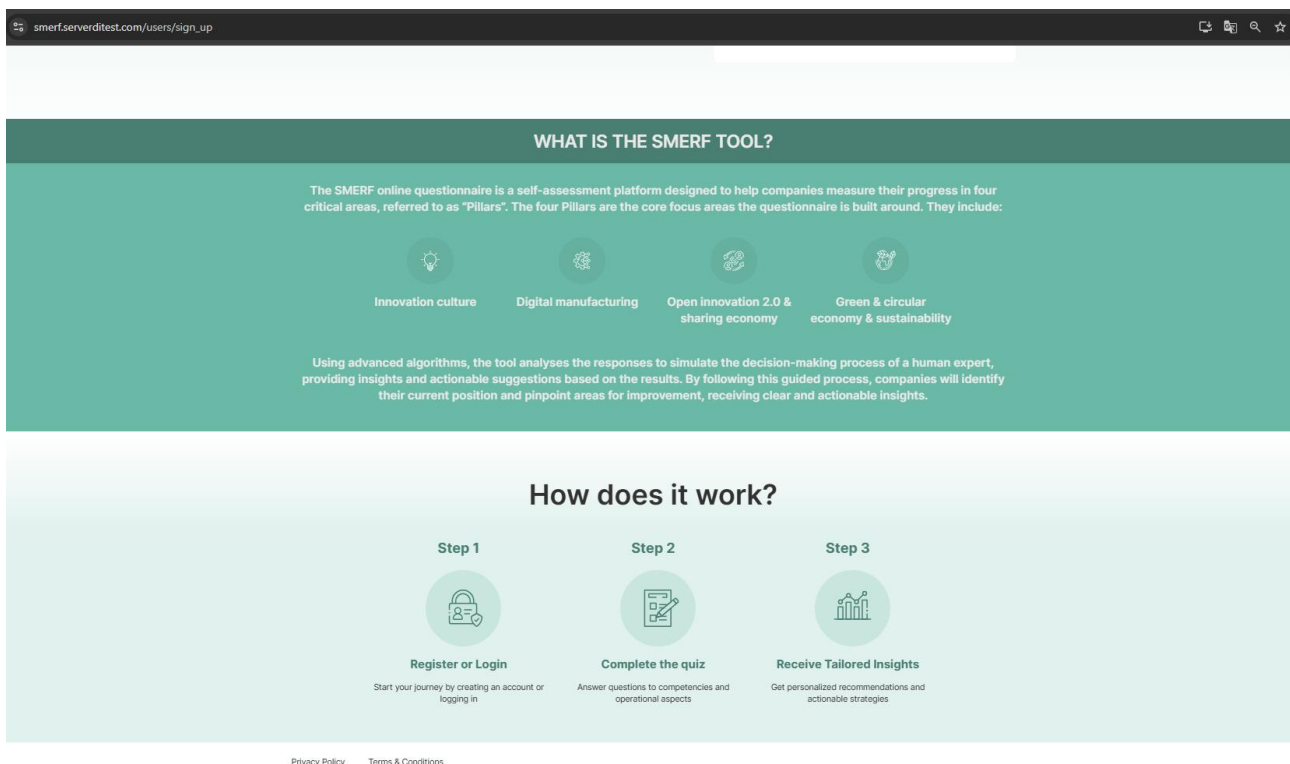 smerf.serverditest.com/users/sign_up
WHAT IS THE SMERF TOOL?
The SMERF online questionnaire is a self-assessment platform designed to help companies measure their progress in four
critical areas, referred to as "Pillars". The four Pillars are the core focus areas the questionnaire is built around. They include:
Innovation culture
Digital manufacturing
Open innovation 2.0 &
sharing economy
Green & circular
economy & sustainability
Using advanced algorithms, the tool analyses the responses to simulate the decision-making process of a human expert,
providing insights and actionable suggestions based on the results. By following this guided process, companies will identify
their current position and pinpoint areas for improvement, receiving clear and actionable insights.
How does it work?
Step 1
Register or Login
Start your journey by creating an account or
logging in
Step 2
Complete the quiz
Answer questions to competencies and
operational aspects
Step 3
Receive Tailored Insights
Get personalized recommendations and
actionable strategies
Privacy Policy Terms & Conditions